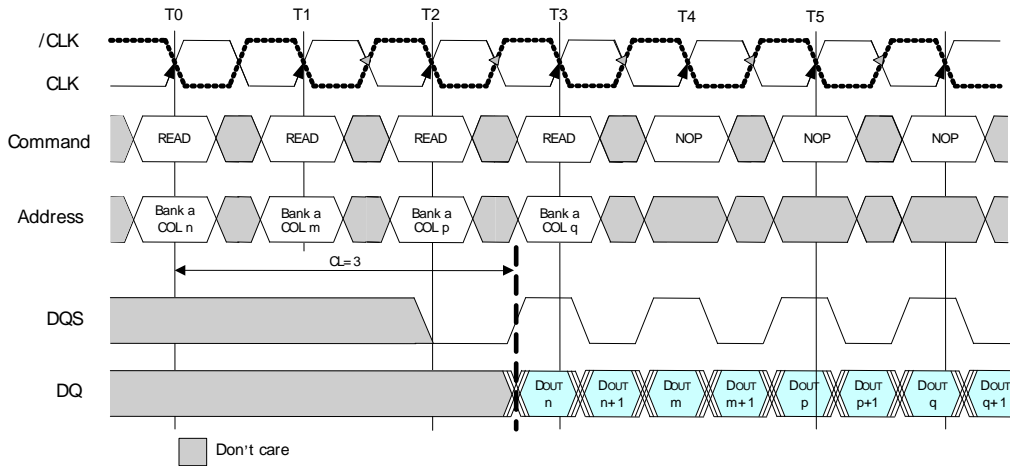 T0 T1 T2 T3 T4 T5
/CLK
CLK
Command READ READ READ READ NOP NOP NOP
Address
Bank a Bank a Bank a Bank a
COL n COL m COL p COL q
CL=3
DQS
DQ
DOUT DOUT DOUT DOUT DOUT DOUT DOUT DOUT
n n+1 m m+1 p p+1 q q+1
Don't care